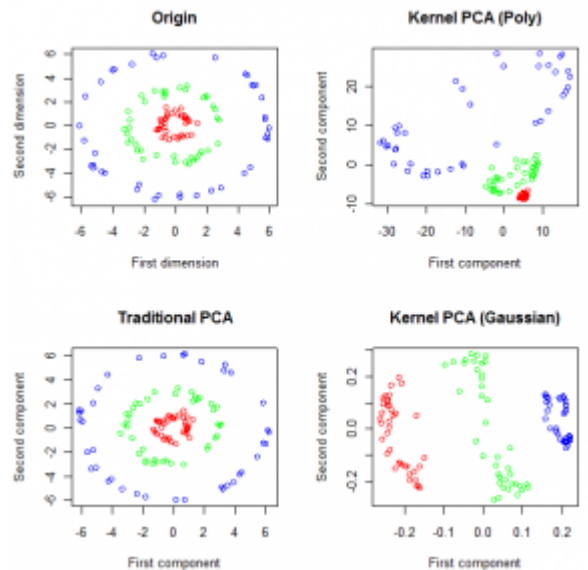 Origin
Second dimension
6
4
2
0
-2
-6
-6 -4 -2 0 2 4 6
First dimension
Kernel PCA (Poly)
Second component
20
10
0
-10
-30 -20 -10 0 10
First component
Traditional PCA
Second component
6
4
2
0
-2
-4
-6
-6 -4 -2 0 2 4 6
First component
Kernel PCA (Gaussian)
Second component
0.2
0.0
-0.2
-0.2 -0.1 0.0 0.1 0.2
First component